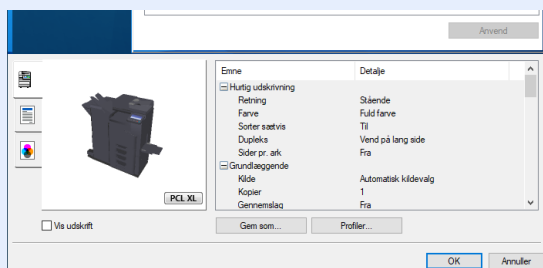 Anvend
Emne Detalje
Hurtig udskrivning
Retning Stående
Farve Fuld farve
Sorter sætvis Til
Dupleks Vend på lang side
Sider pr. ark Fra
Grundlæggende
Kilde Automatisk kildevalg
Kopier 1
Gennemslag Fra
PCL XL
Vis udskrift Gem som... Profiler...
OK Annuller